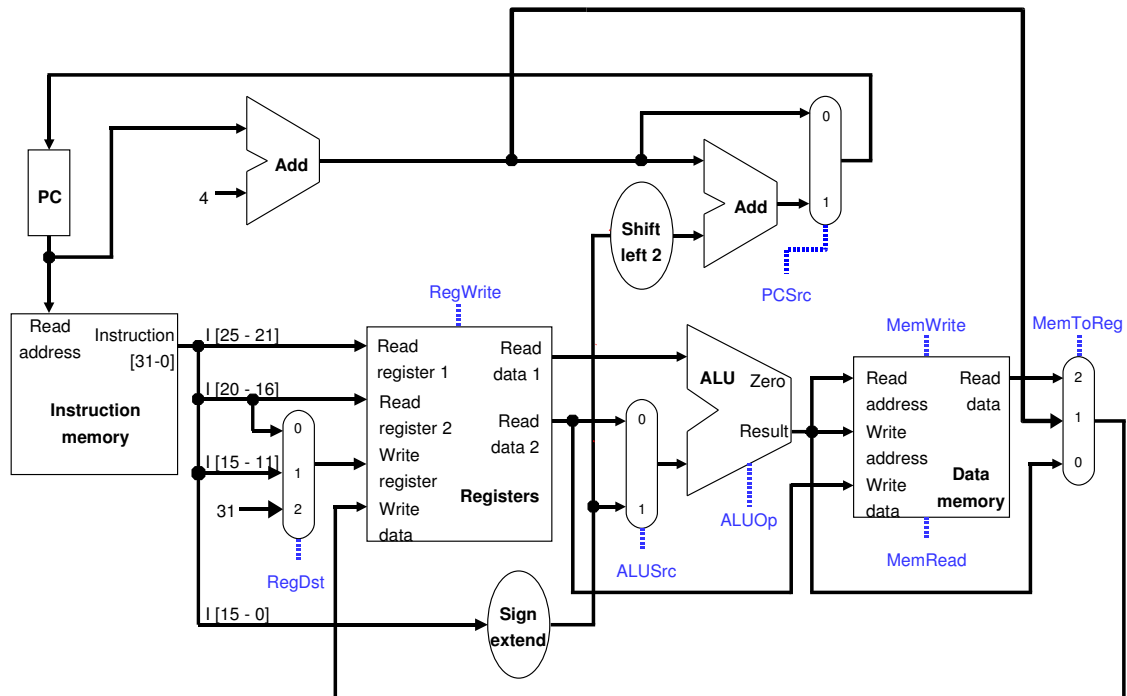 0
Add
PC
4
Add
1
Shift
left 2
PCSrc
RegWrite
MemWrite
MemToReg
Read
address
Instruction
[31-0]
Instruction
memory
I [25 - 21]
I [20 - 16]
I [15 - 11]
31
0
1
2
RegDst
I [15 - 0]
Read
register 1
Read
register 2
Write
register
Write
data
Read
data 1
Read
data 2
Registers
Sign
extend
0
1
ALUSrc
ALU
Zero
Result
ALUOp
Read
address
Write
address
Write
data
Read
data
Data
memory
MemRead
2
1
0